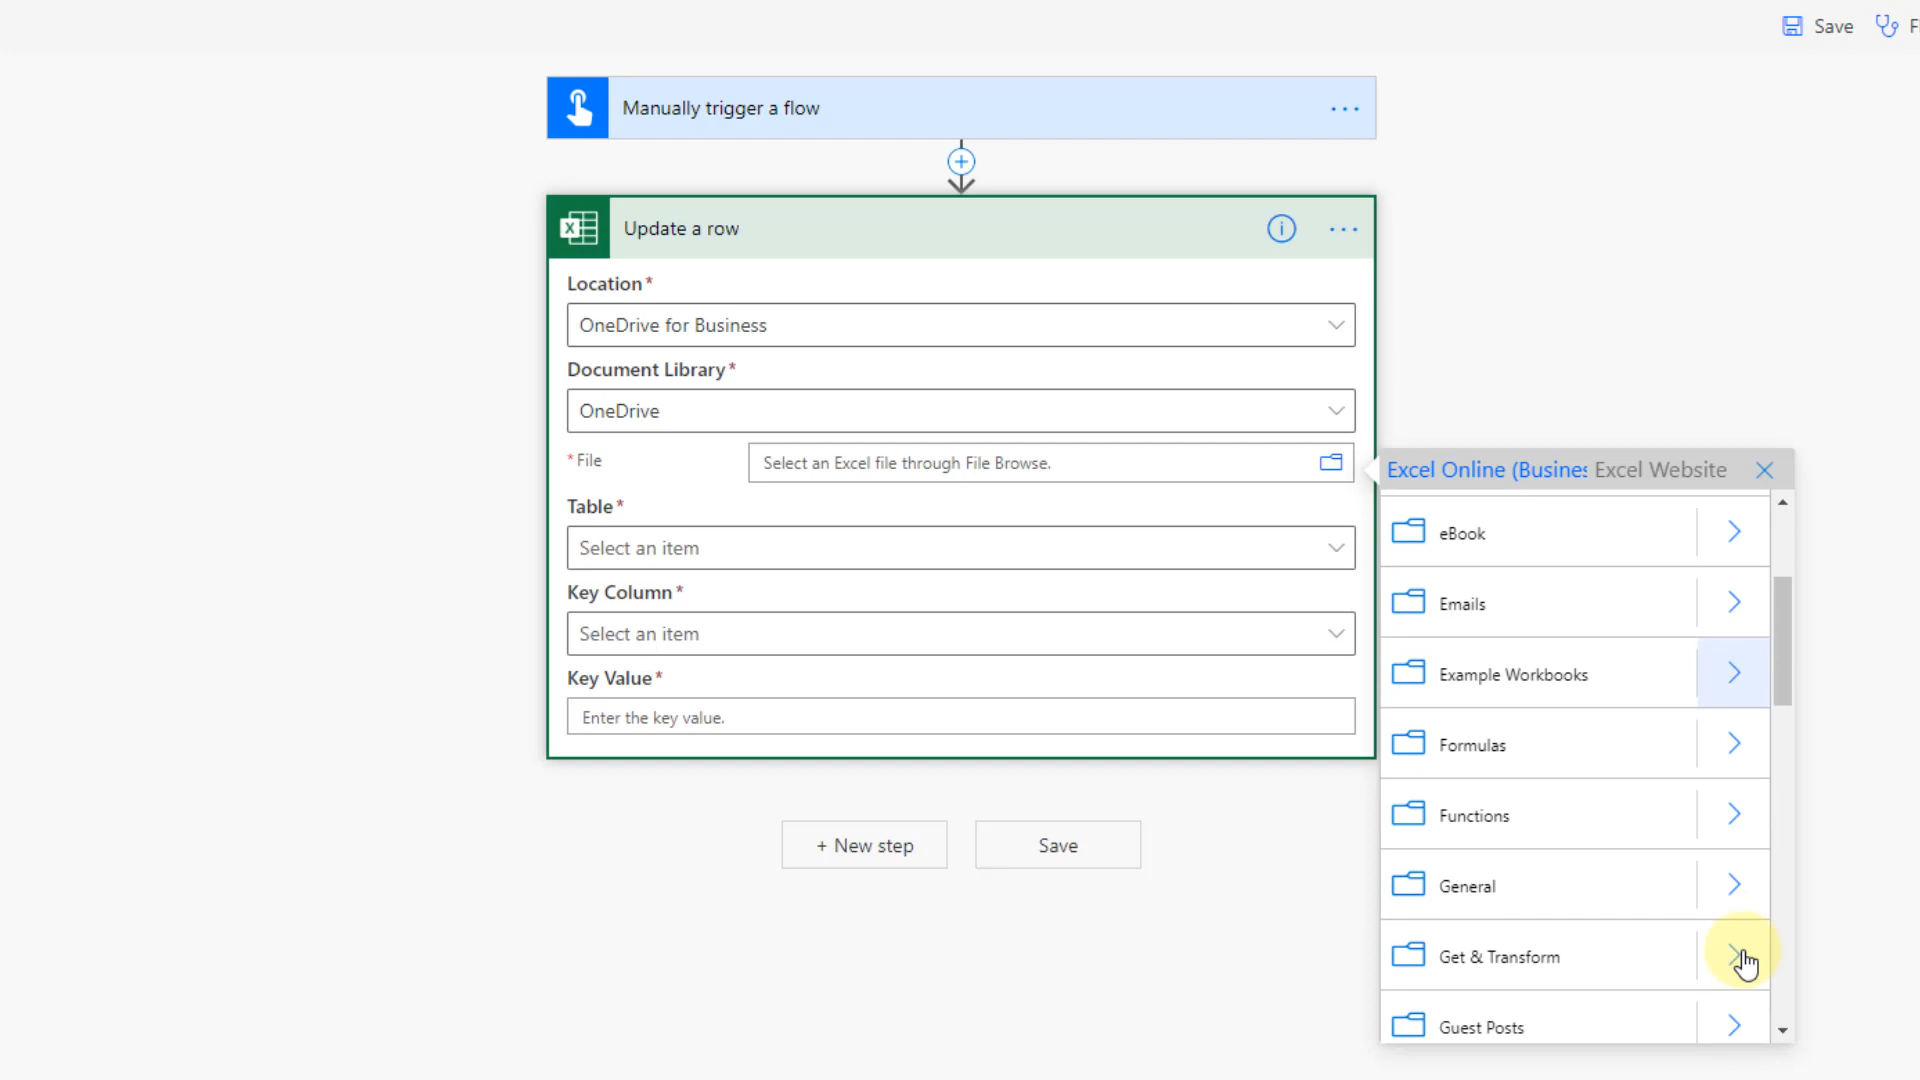 Save
Manually trigger a flow
Update a row
Location*
OneDrive for Business
Document Library*
OneDrive
* File
Select an Excel file through File Browse.
Table*
Select an item
Key Column*
Select an item
Key Value*
Enter the key value.
+ New step
Save
Excel Online (Busines Excel Website
eBook
Emails
Example Workbooks
Formulas
Functions
General
Get & Transform
Guest Posts